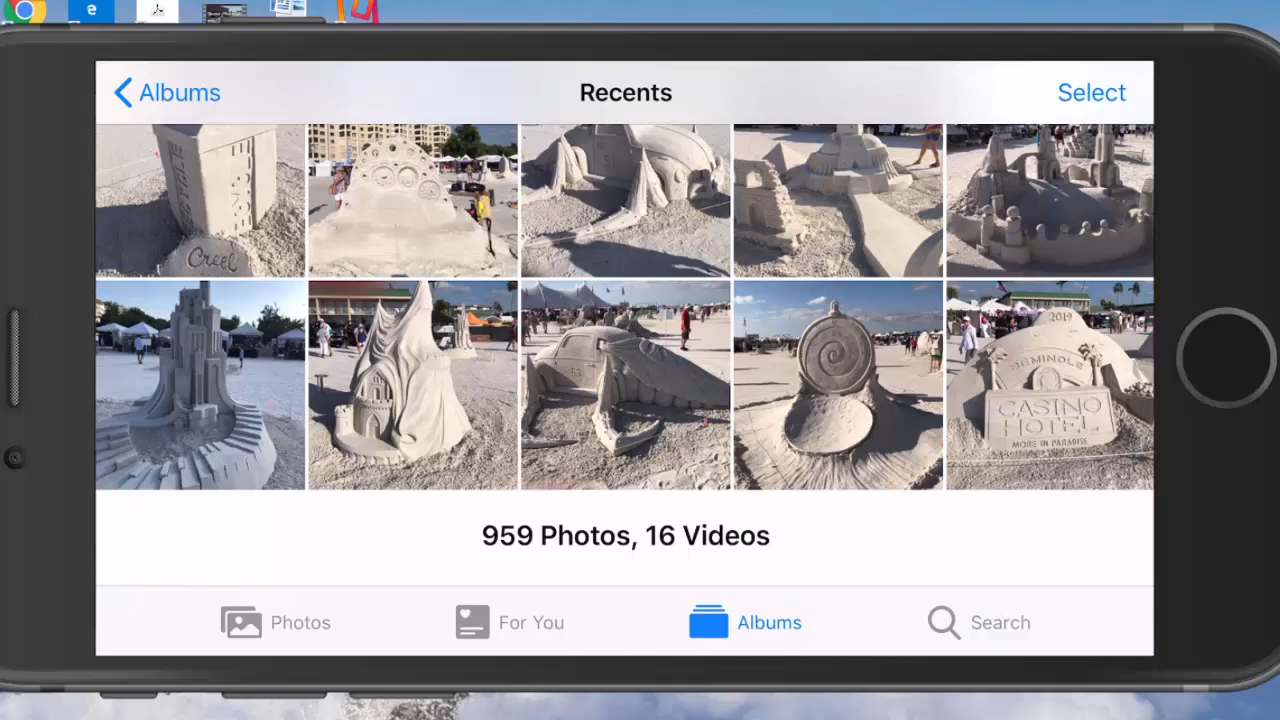 Albums
Recents
Select
Creel
53
2019
SEMINOLE
CASINO
HOTEL
MORE IN PARADISE
959 Photos, 16 Videos
Photos
For You
Albums
Search